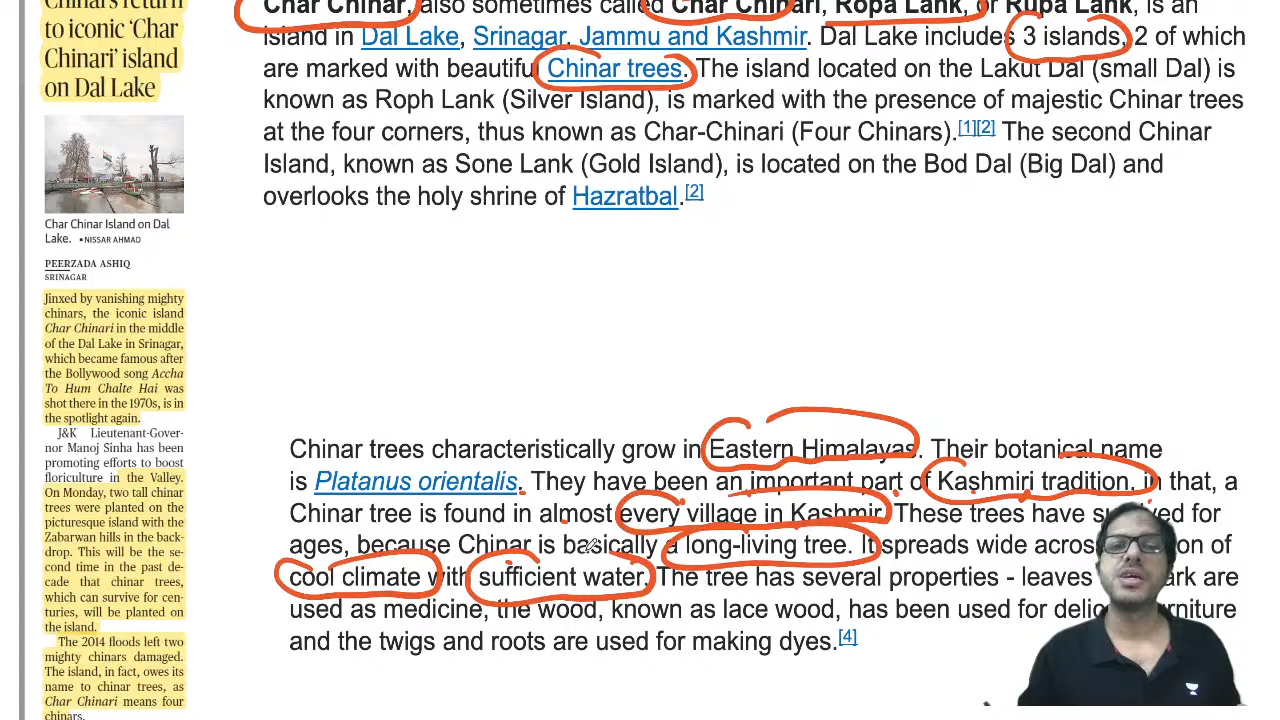 Chinars return
to iconic ‘Char
Chinari’ island
on Dal Lake
Char Chinar Island on Dal
Lake. •NISSAR AHMAD
PEERZADA ASHIQ
SRINAGAR
Jinxed by vanishing mighty
chinars, the iconic island
Char Chinari in the middle
of the Dal Lake in Srinagar,
which became famous after
the Bollywood song Accha
To Hum Chalte Hai was
shot there in the 1970s, is in
the spotlight again.
J&K Lieutenant-Gover-
nor Manoj Sinha has been
promoting efforts to boost
floriculture in the Valley.
On Monday, two tall chinar
trees were planted on the
picturesque island with the
Zabarwan hills in the back-
drop. This will be the se-
cond time in the past de-
cade that chinar trees,
which can survive for cen-
turies, will be planted on
the island.
The 2014 floods left two
mighty chinars damaged.
The island, in fact, owes its
name to chinar trees, as
Char Chinari means four
chinars.
Char Chinar, also sometimes called Char Chinari, Ropa Lank, or Rupa Lank, is an
island in Dal Lake, Srinagar, Jammu and Kashmir. Dal Lake includes 3 islands, 2 of which
are marked with beautiful Chinar trees. The island located on the Lakut Dal (small Dal) is
known as Roph Lank (Silver Island), is marked with the presence of majestic Chinar trees
at the four corners, thus known as Char-Chinari (Four Chinars).[1][2] The second Chinar
Island, known as Sone Lank (Gold Island), is located on the Bod Dal (Big Dal) and
overlooks the holy shrine of Hazratbal.[2]
Chinar trees characteristically grow in Eastern Himalayas. Their botanical name
is Platanus orientalis. They have been an important part of Kashmiri tradition, in that, a
Chinar tree is found in almost every village in Kashmir. These trees have survived for
ages, because Chinar is basically a long-living tree. It spreads wide across on of
cool climate with sufficient water. The tree has several properties - leaves ark are
used as medicine, the wood, known as lace wood, has been used for delic rniture
and the twigs and roots are used for making dyes.[4]